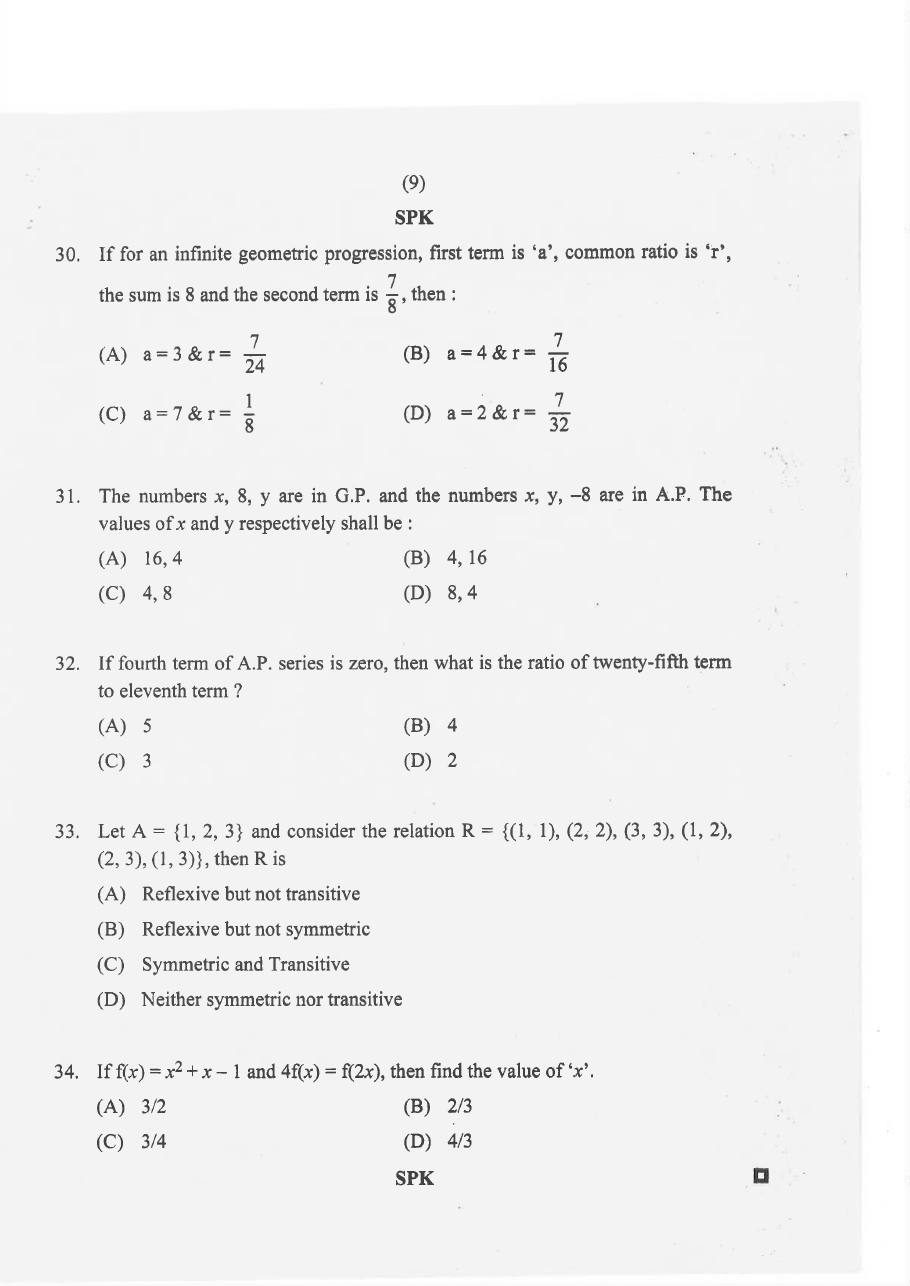 (9)
SPK
30. If for an infinite geometric progression, first term is ‘a’, common ratio is ‘r’,
the sum is 8 and the second term is 7/8, then :
(A) a = 3 & r = 7/24 (B) a = 4 & r = 7/16
(C) a = 7 & r = 1/8 (D) a = 2 & r = 7/32
31. The numbers x, 8, y are in G.P. and the numbers x, y, –8 are in A.P. The
values of x and y respectively shall be :
(A) 16, 4 (B) 4, 16
(C) 4, 8 (D) 8, 4
32. If fourth term of A.P. series is zero, then what is the ratio of twenty-fifth term
to eleventh term ?
(A) 5 (B) 4
(C) 3 (D) 2
33. Let A = {1, 2, 3} and consider the relation R = {(1, 1), (2, 2), (3, 3), (1, 2),
(2, 3), (1, 3)}, then R is
(A) Reflexive but not transitive
(B) Reflexive but not symmetric
(C) Symmetric and Transitive
(D) Neither symmetric nor transitive
34. If f(x) = x² + x – 1 and 4f(x) = f(2x), then find the value of ‘x’.
(A) 3/2 (B) 2/3
(C) 3/4 (D) 4/3
SPK